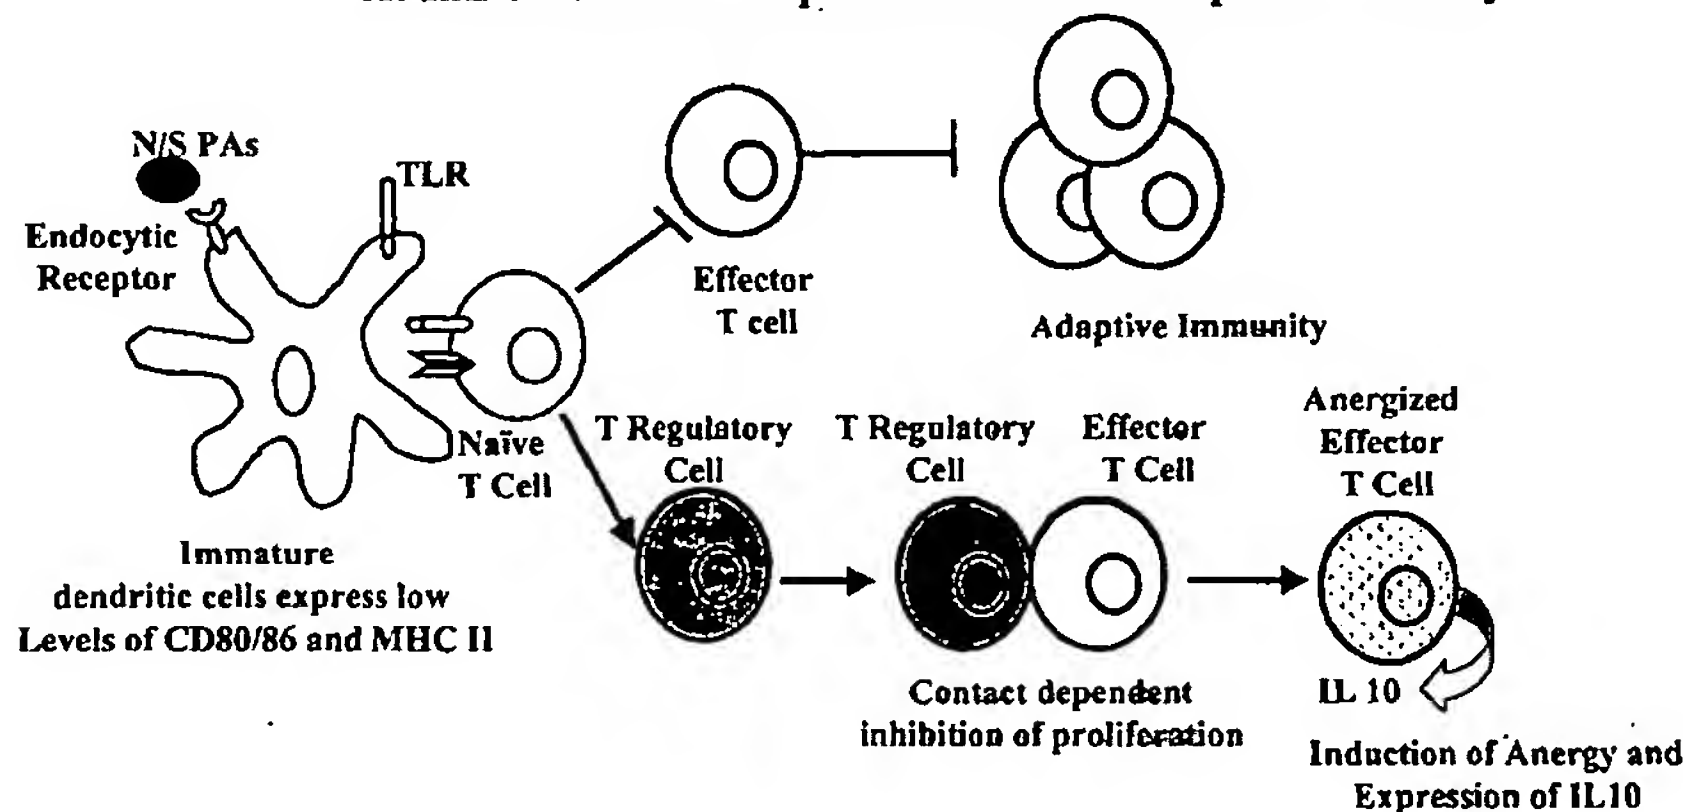 N/S PAs
TLR
Endocytic
Receptor
Effector
T cell
Adaptive Immunity
Naïve
T Cell
T Regulatory
Cell
T Regulatory
Cell
Effector
T Cell
Anergized
Effector
T Cell
Immature
dendritic cells express low
Levels of CD80/86 and MHC II
Contact dependent
inhibition of proliferation
IL 10
Induction of Anergy and
Expression of IL10